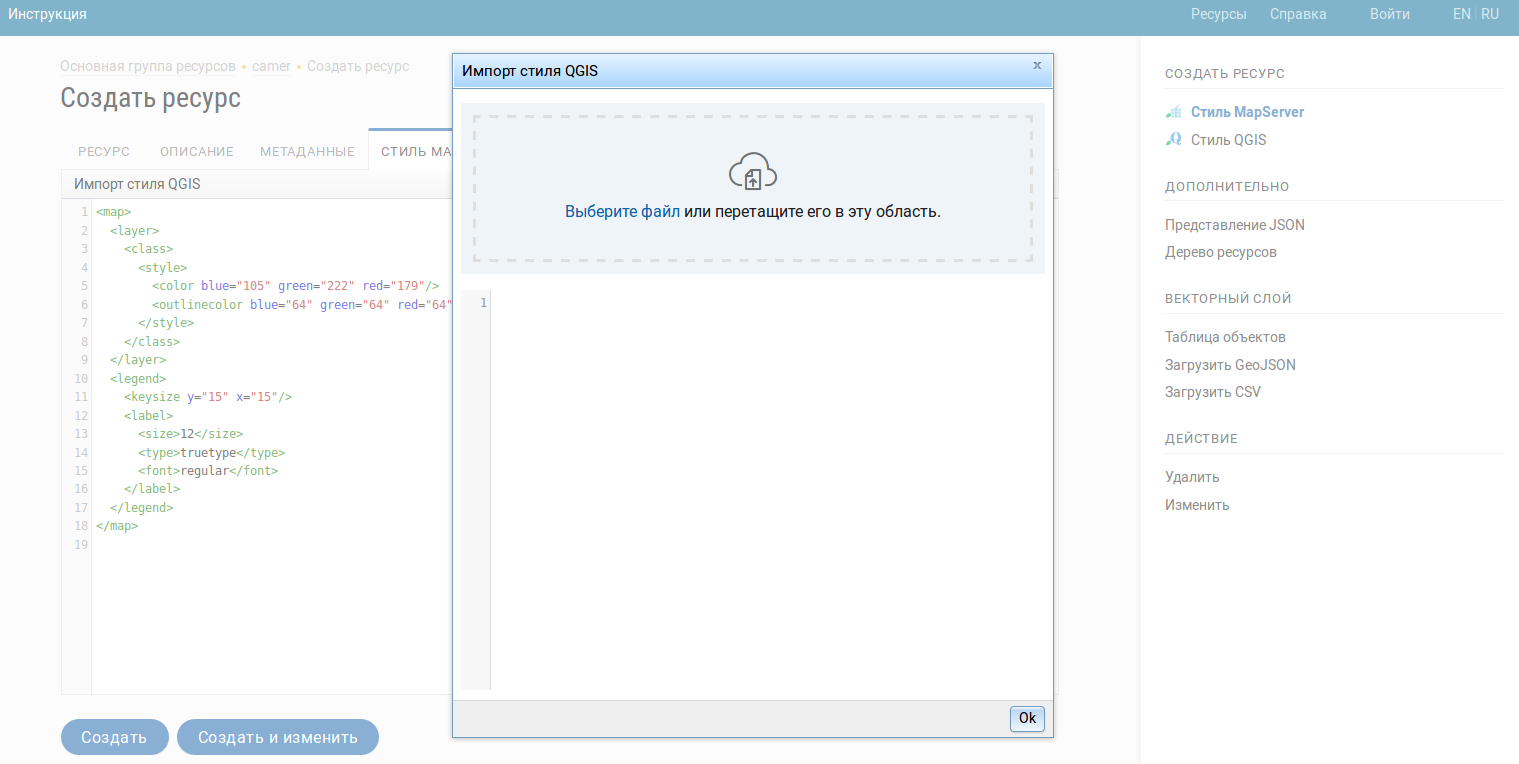 Инструкция
Ресурсы Справка Войти EN RU
Основная группа ресурсов • camer • Создать ресурс
Создать ресурс
РЕСУРС ОПИСАНИЕ МЕТАДАННЫЕ СТИЛЬ MA
Импорт стиля QGIS
1 <map>
2 <layer>
3 <class>
4 <style>
5 <color blue="105" green="222" red="179"/>
6 <outlinecolor blue="64" green="64" red="64"
7 </style>
8 </class>
9 </layer>
10 <legend>
11 <keysize y="15" x="15"/>
12 <label>
13 <size>12</size>
14 <type>truetype</type>
15 <font>regular</font>
16 </label>
17 </legend>
18 </map>
19
Создать Создать и изменить
Импорт стиля QGIS x
Выберите файл или перетащите его в эту область.
1
Ok
СОЗДАТЬ РЕСУРС
Стиль MapServer
Стиль QGIS
ДОПОЛНИТЕЛЬНО
Представление JSON
Дерево ресурсов
ВЕКТОРНЫЙ СЛОЙ
Таблица объектов
Загрузить GeoJSON
Загрузить CSV
ДЕЙСТВИЕ
Удалить
Изменить